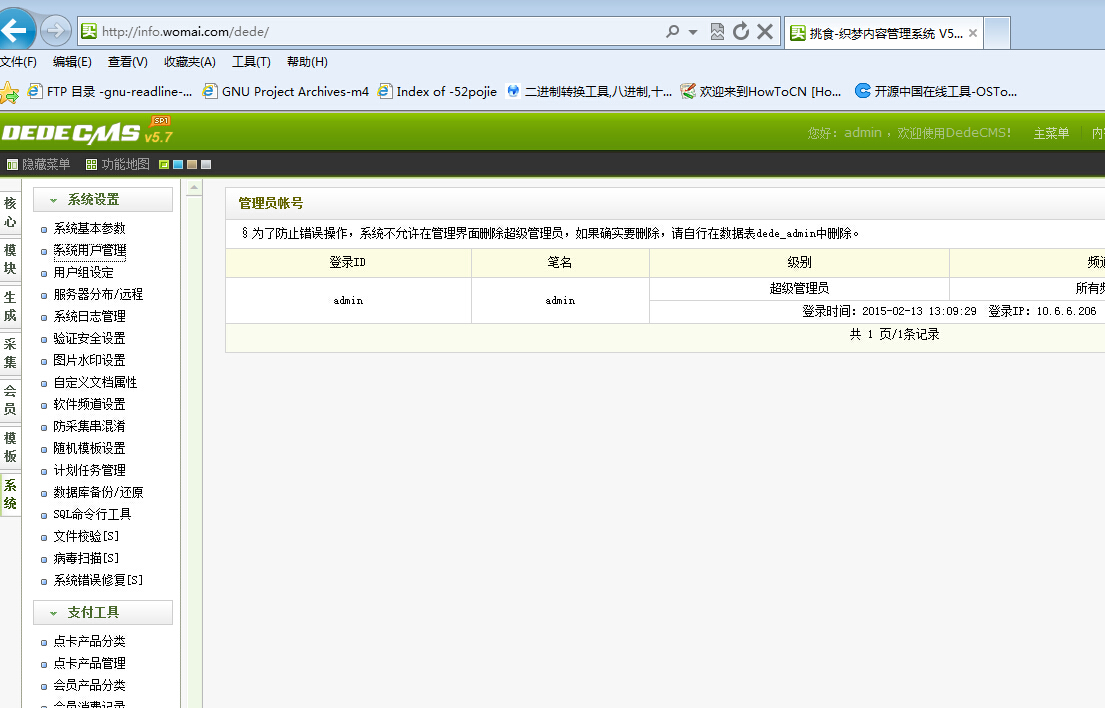 http://info.womai.com/dede/
挑食-织梦内容管理系统 V5...
文件(F) 编辑(E) 查看(V) 收藏夹(A) 工具(T) 帮助(H)
FTP 目录 -gnu-readline-... GNU Project Archives-m4 Index of -52pojie 二进制转换工具,八进制,十... 欢迎来到HowToCN [Ho... 开源中国在线工具-OSTo...
DEDECMS v5.7 SP1
您好：admin ，欢迎使用DedeCMS! 主菜单 内
隐藏菜单 功能地图
核心
模块
生成
采集
会员
模板
系统
系统设置
系统基本参数
系统用户管理
用户组设定
服务器分布/远程
系统日志管理
验证安全设置
图片水印设置
自定义文档属性
软件频道设置
防采集串混淆
随机模板设置
计划任务管理
数据库备份/还原
SQL命令行工具
文件校验[S]
病毒扫描[S]
系统错误修复[S]
支付工具
点卡产品分类
点卡产品管理
会员产品分类
会员消费记录
管理员帐号
§ 为了防止错误操作，系统不允许在管理界面删除超级管理员，如果确实要删除，请自行在数据表dede_admin中删除。
登录ID 笔名 级别 频道
admin admin 超级管理员 所有频
登录时间：2015-02-13 13:09:29 登录IP：10.6.6.206
共 1 页/1条记录